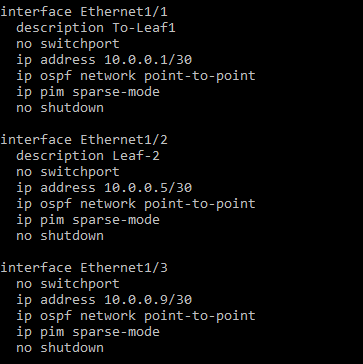 interface Ethernet1/1
  description To-Leaf1
  no switchport
  ip address 10.0.0.1/30
  ip ospf network point-to-point
  ip pim sparse-mode
  no shutdown

interface Ethernet1/2
  description Leaf-2
  no switchport
  ip address 10.0.0.5/30
  ip ospf network point-to-point
  ip pim sparse-mode
  no shutdown

interface Ethernet1/3
  no switchport
  ip address 10.0.0.9/30
  ip ospf network point-to-point
  ip pim sparse-mode
  no shutdown